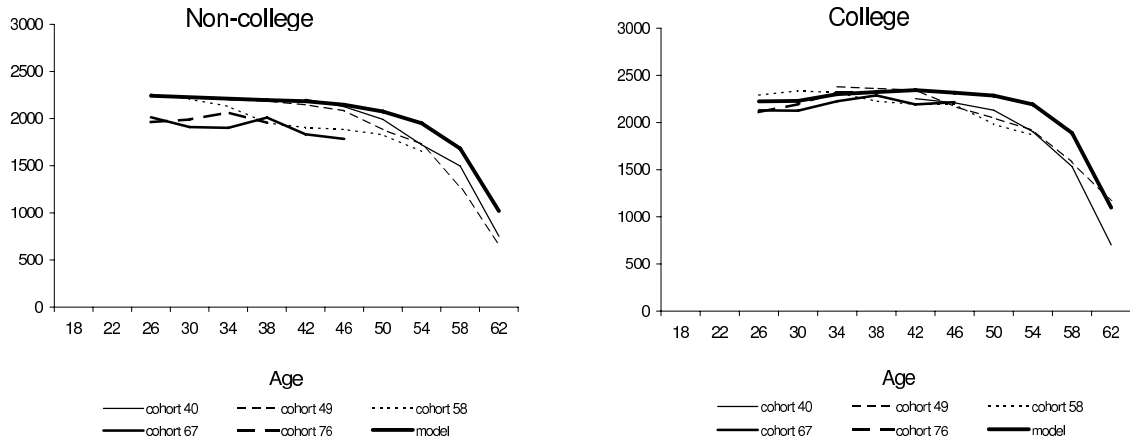 Non-college
3000
2500
2000
1500
1000
500
0
18 22 26 30 34 38 42 46 50 54 58 62
Age
cohort 40 cohort 49 cohort 58
cohort 67 cohort 76 model
College
3000
2500
2000
1500
1000
500
0
18 22 26 30 34 38 42 46 50 54 58 62
Age
cohort 40 cohort 49 cohort 58
cohort 67 cohort 76 model